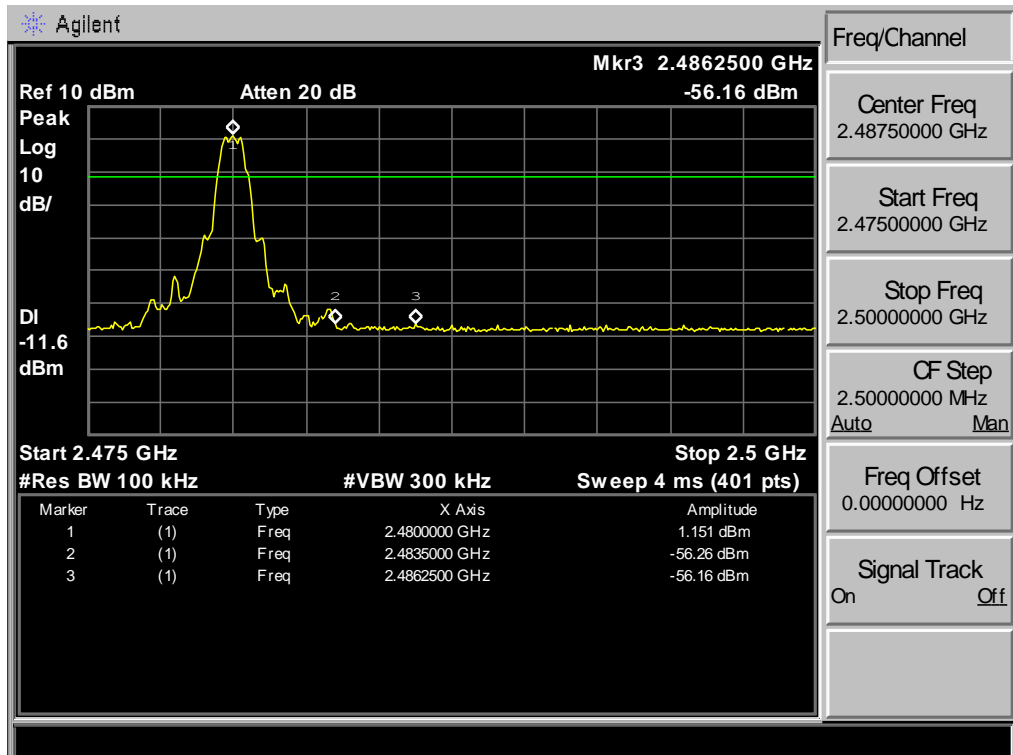 Agilent
Freq/Channel
Mkr3 2.4862500 GHz
Ref 10 dBm Atten 20 dB -56.16 dBm
Peak
Log
10
dB/
1
2
3
DI
-11.6
dBm
Start 2.475 GHz Stop 2.5 GHz
#Res BW 100 kHz #VBW 300 kHz Sweep 4 ms (401 pts)
Marker Trace Type X Axis Amplitude
1 (1) Freq 2.4800000 GHz 1.151 dBm
2 (1) Freq 2.4835000 GHz -56.26 dBm
3 (1) Freq 2.4862500 GHz -56.16 dBm
Center Freq
2.48750000 GHz
Start Freq
2.47500000 GHz
Stop Freq
2.50000000 GHz
CF Step
2.50000000 MHz
Auto Man
Freq Offset
0.00000000 Hz
Signal Track
On Off